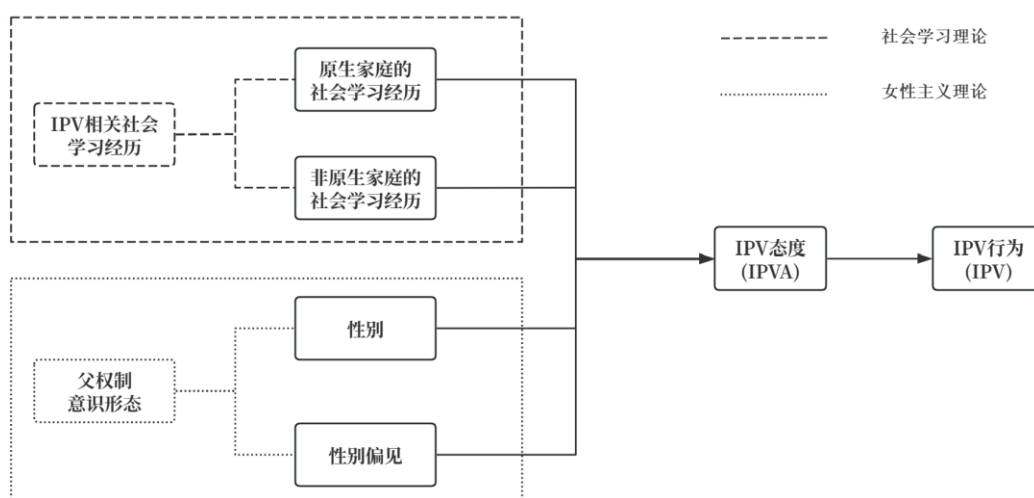 社会学习理论
女性主义理论
原生家庭的
社会学习经历
IPV相关社会
学习经历
非原生家庭的
社会学习经历
IPV态度
(IPVA)
IPV行为
(IPV)
性别
父权制
意识形态
性别偏见